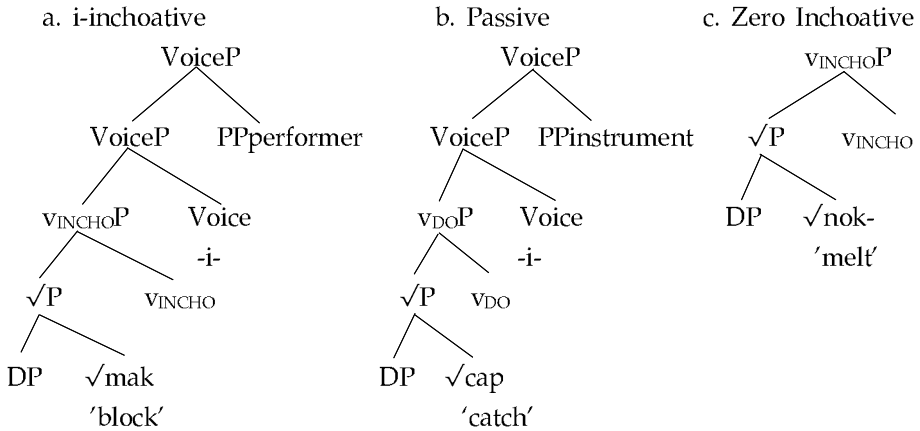 a. i-inchoative b. Passive c. Zero Inchoative
VoiceP VoiceP vINCHOP
VoiceP PPperformer VoiceP PPinstrument √P vINCHO
vINCHOP Voice vDOP Voice DP √nok-
-i- -i- 'melt'
√P vINCHO √P vDO
DP √mak DP √cap
'block' ‘catch’